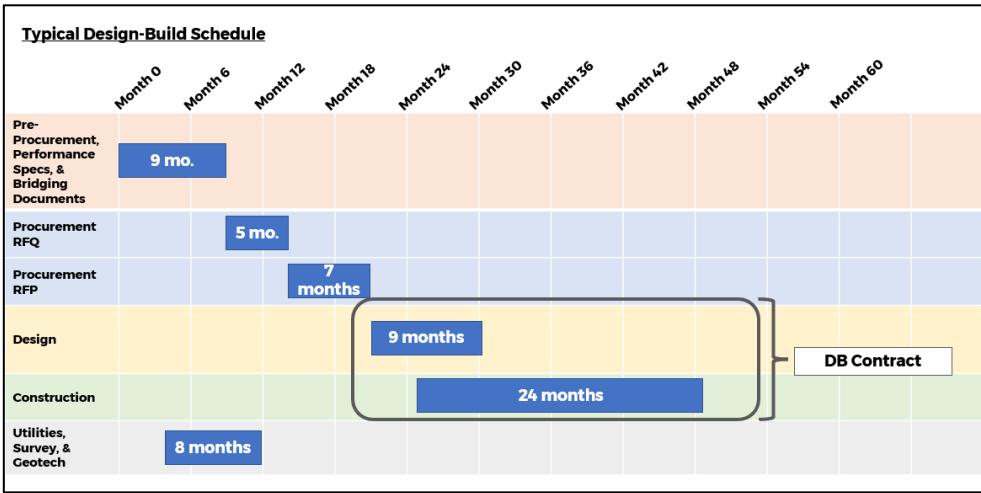 Typical Design-Build Schedule
Month 0
Month 6
Month 12
Month 18
Month 24
Month 30
Month 36
Month 42
Month 48
Month 54
Month 60
Pre-
Procurement,
Performance
Specs, &
Bridging
Documents
9 mo.
Procurement
RFQ
5 mo.
Procurement
RFP
7
months
Design
9 months
DB Contract
Construction
24 months
Utilities,
Survey, &
Geotech
8 months